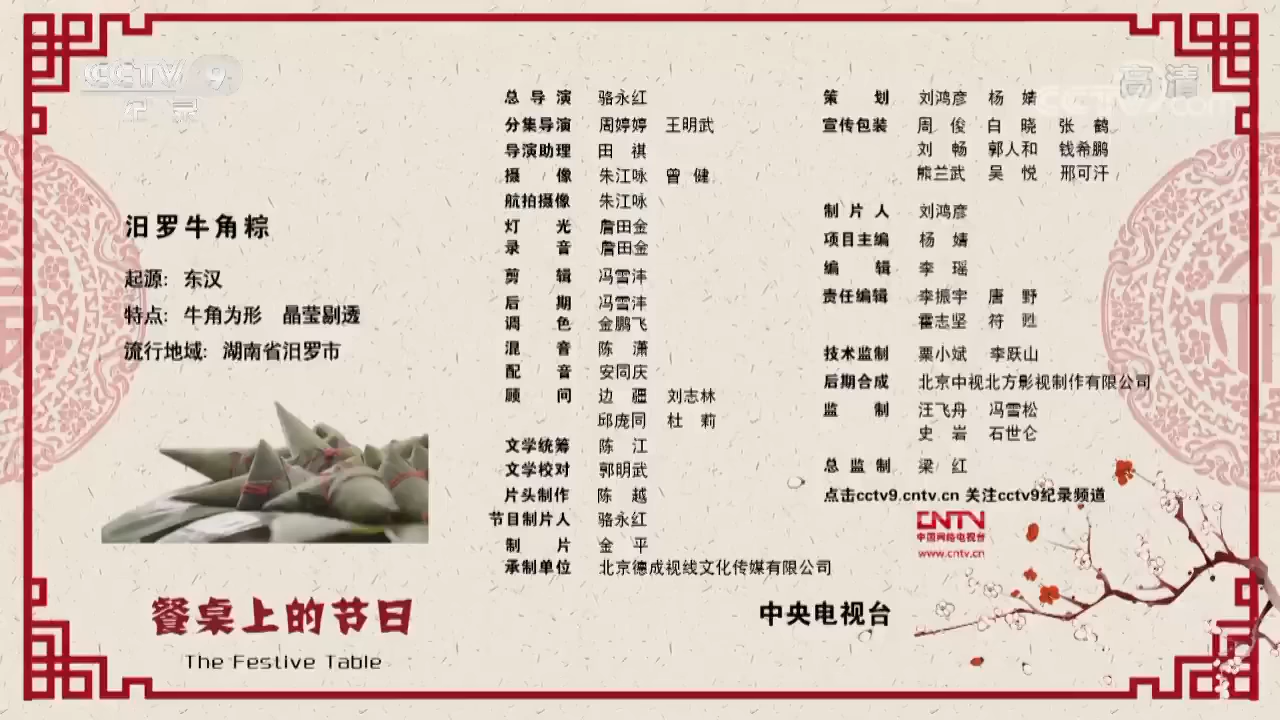 CCTV 9
纪录
高清
汨罗牛角粽
起源：东汉
特点：牛角为形 晶莹剔透
流行地域：湖南省汨罗市
餐桌上的节日
The Festive Table
总导演 骆永红
分集导演 周婷婷 王明武
导演助理 田祺
摄像 朱江咏 曾健
航拍摄像 朱江咏
灯光 詹田金
录音 詹田金
剪辑 冯雪沣
后期 冯雪沣
调色 金鹏飞
混音 陈潇
配音 安同庆
顾问 边疆 刘志林
邱庞同 杜莉
文学统筹 陈江
文学校对 郭明武
片头制作 陈越
节目制片人 骆永红
制片 金平
承制单位 北京德成视线文化传媒有限公司
策划 刘鸿彦 杨婧
宣传包装 周俊 白晓 张鹤
刘畅 郭人和 钱希鹏
熊兰武 吴悦 邢可汗
制片人 刘鸿彦
项目主编 杨婧
编辑 李瑶
责任编辑 李振宇 唐野
霍志坚 符甦
技术监制 粟小斌 李跃山
后期合成 北京中视北方影视制作有限公司
监制 汪飞舟 冯雪松
史岩 石世仑
总监制 梁红
点击cctv9.cntv.cn 关注cctv9纪录频道
CNTV
中国网络电视台
www.cntv.cn
中央电视台